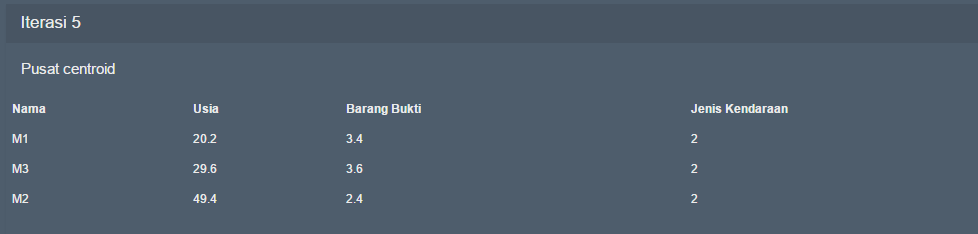 Iterasi 5
Pusat centroid
Nama Usia Barang Bukti Jenis Kendaraan
M1 20.2 3.4 2
M3 29.6 3.6 2
M2 49.4 2.4 2